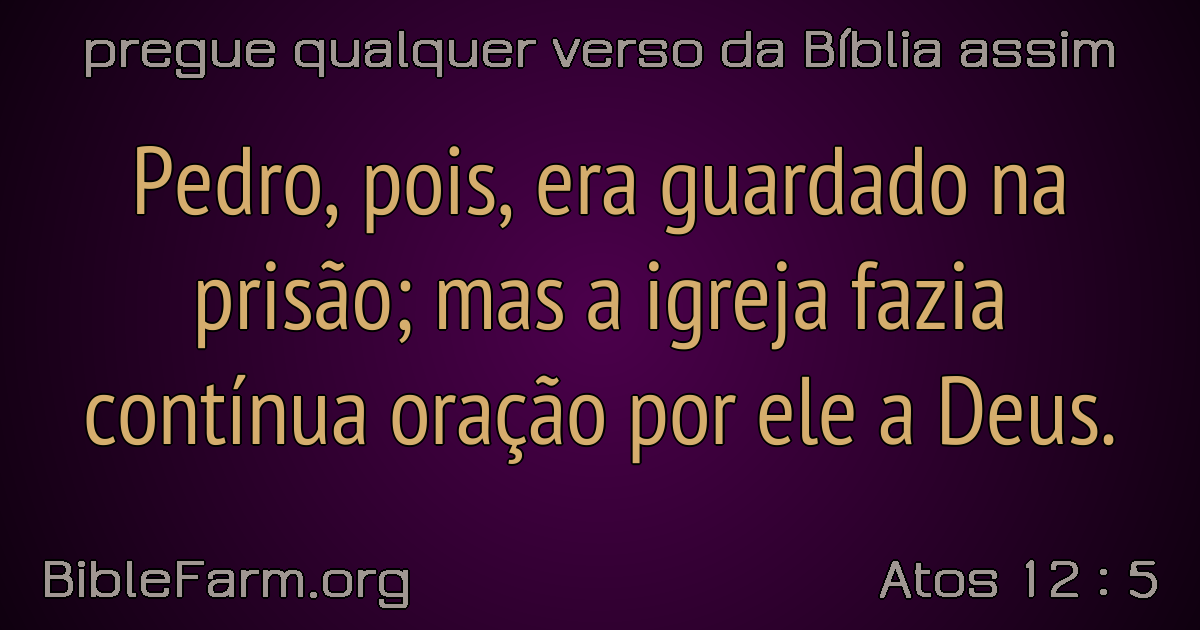 pregue qualquer verso da Bíblia assim
Pedro, pois, era guardado na
prisão; mas a igreja fazia
contínua oração por ele a Deus.
BibleFarm.org
Atos 12 : 5